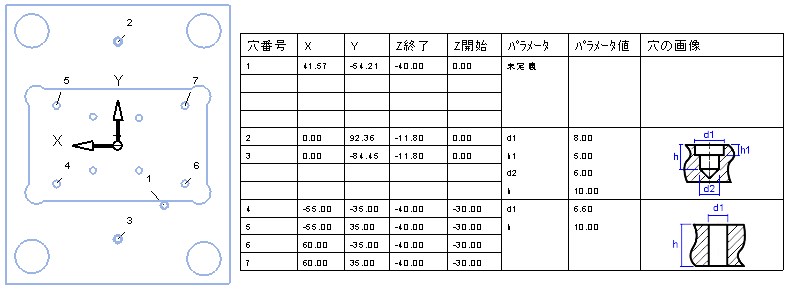 2
Y
5
7
X
4
1
6
3
穴番号 X Y Z終了 Z開始 パラメータ パラメータ値 穴の画像
1 41.57 -54.21 -40.00 0.00 未定義
2 0.00 92.36 -11.80 0.00 d1 8.00
3 0.00 -84.45 -11.80 0.00 h1 5.00
d2 6.00
h 10.00
d1
h
h1
d2
4 -55.00 -35.00 -40.00 -30.00 d1 6.60
5 -55.00 35.00 -40.00 -30.00 h 10.00
6 60.00 -35.00 -40.00 -30.00
7 60.00 35.00 -40.00 -30.00
d1
h